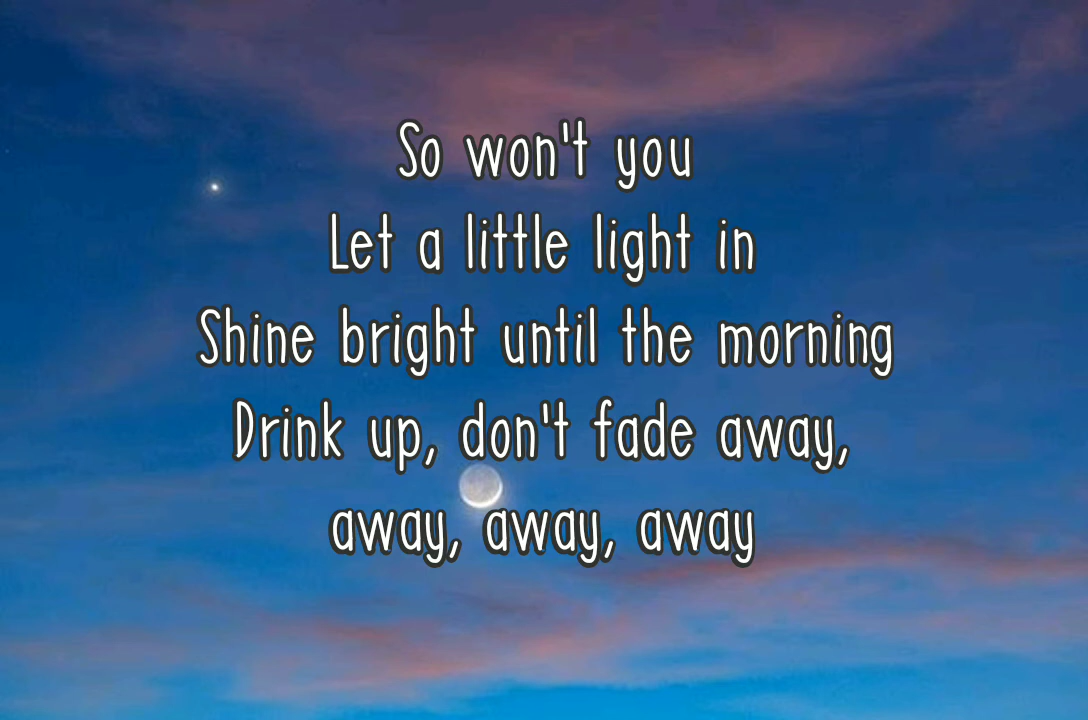 So won't you
Let a little light in
Shine bright until the morning
Drink up, don't fade away,
away, away, away